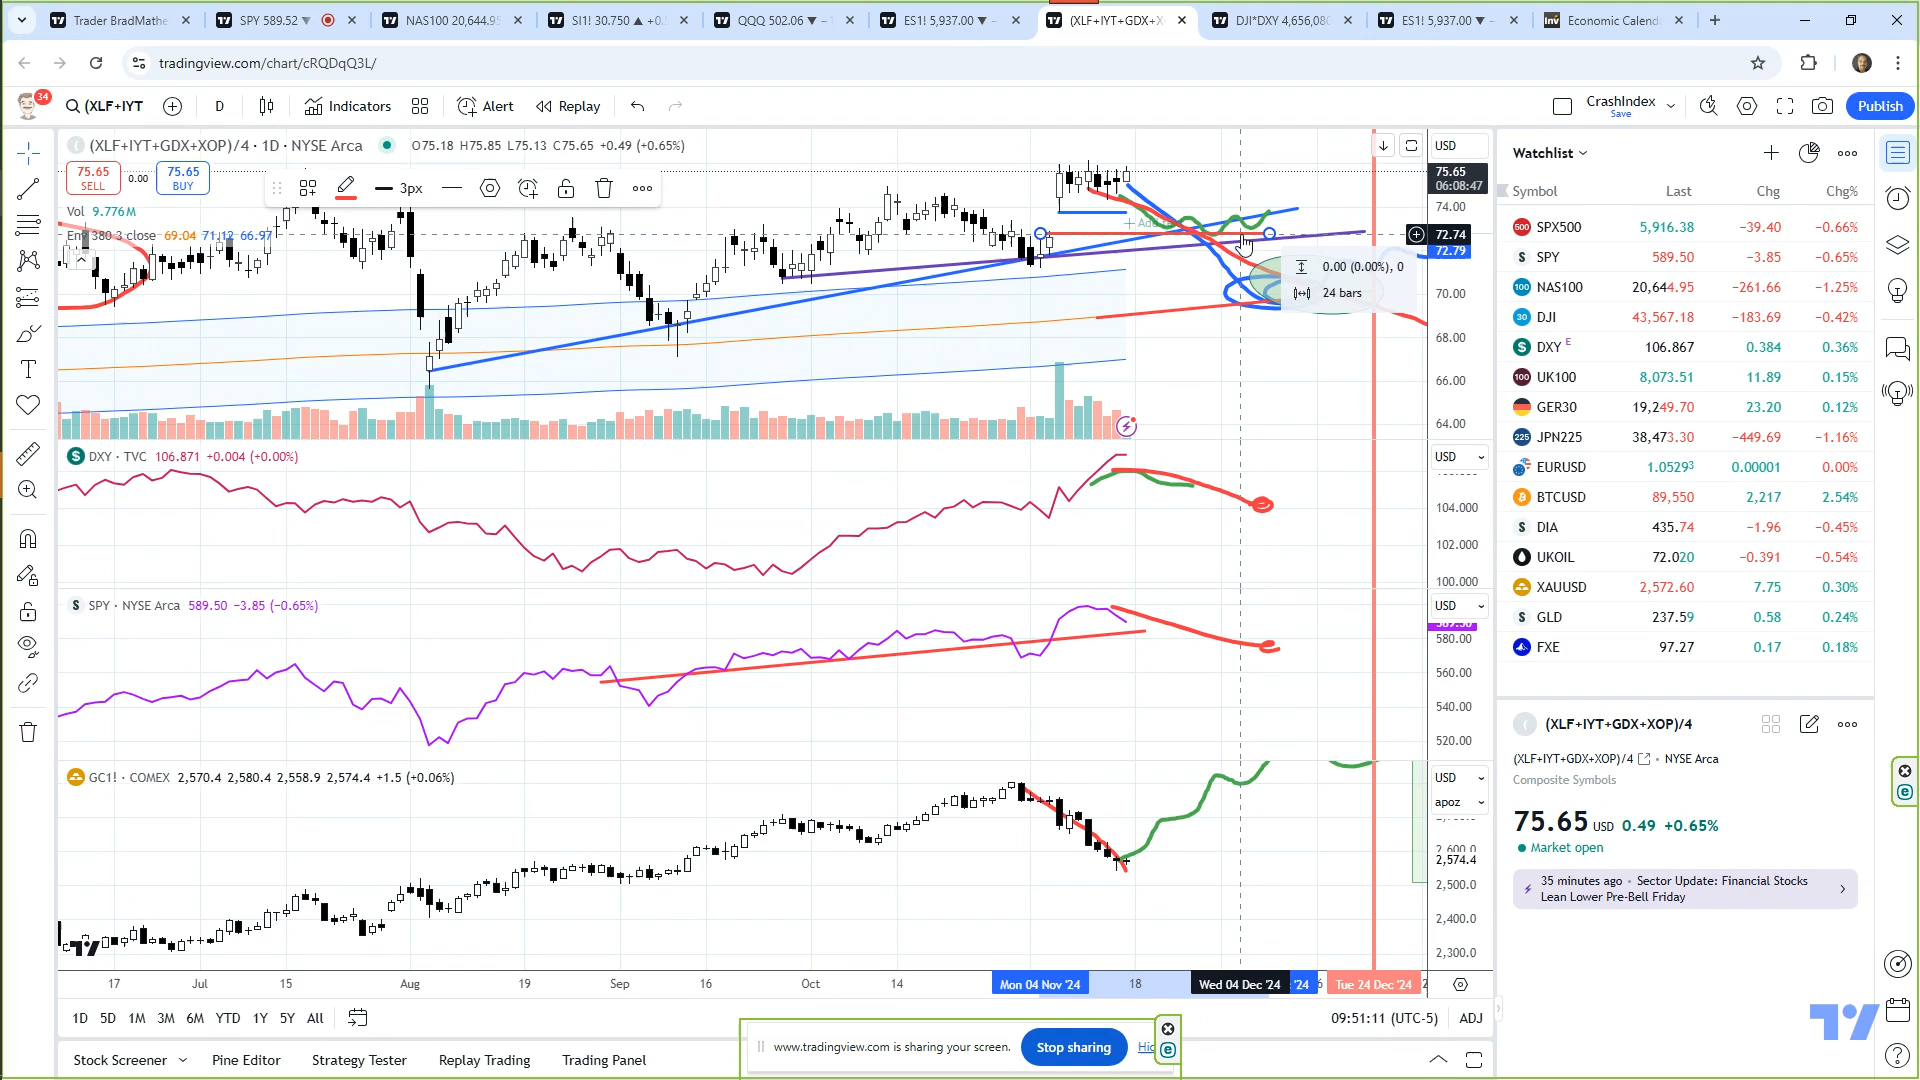 Trader BradMathe
SPY 589.52 ▼
NAS100 20,644.95
SI1! 30.750 ▲ +0.
QQQ 502.06 ▼ −
ES1! 5,937.00 ▼ −
(XLF+IYT+GDX+X
DJI*DXY 4,656,08
ES1! 5,937.00 ▼ −
Economic Calend
tradingview.com/chart/cRQDqQ3L/
34
(XLF+IYT
D
Indicators
Alert
Replay
CrashIndex
Save
Publish
(XLF+IYT+GDX+XOP)/4 · 1D · NYSE Arca
O75.18 H75.85 L75.13 C75.65 +0.49 (+0.65%)
75.65
SELL
0.00
75.65
BUY
3px
Vol 9.776M
Env 380 3 close 69.04 71.12 66.97
USD
75.65
06:08:47
74.00
72.74
72.79
70.00
68.00
66.00
64.00
0.00 (0.00%), 0
24 bars
DXY · TVC 106.871 +0.004 (+0.00%)
USD
104.000
102.000
100.000
SPY · NYSE Arca 589.50 −3.85 (−0.65%)
USD
580.00
560.00
540.00
520.00
GC1! · COMEX 2,570.4 2,580.4 2,558.9 2,574.4 +1.5 (+0.06%)
USD
apoz
2,600.0
2,574.4
2,500.0
2,400.0
2,300.0
17
Jul
15
Aug
19
Sep
16
Oct
14
Mon 04 Nov '24
18
Wed 04 Dec '24
'24
Tue 24 Dec '24
1D 5D 1M 3M 6M YTD 1Y 5Y All
09:51:11 (UTC-5)
ADJ
Stock Screener
Pine Editor
Strategy Tester
Replay Trading
Trading Panel
www.tradingview.com is sharing your screen.
Stop sharing
Watchlist
Symbol Last Chg Chg%
SPX500 5,916.38 −39.40 −0.66%
SPY 589.50 −3.85 −0.65%
NAS100 20,644.95 −261.66 −1.25%
DJI 43,567.18 −183.69 −0.42%
DXY E 106.867 0.384 0.36%
UK100 8,073.51 11.89 0.15%
GER30 19,249.70 23.20 0.12%
JPN225 38,473.30 −449.69 −1.16%
EURUSD 1.05293 0.00001 0.00%
BTCUSD 89,550 2,217 2.54%
DIA 435.74 −1.96 −0.45%
UKOIL 72.020 −0.391 −0.54%
XAUUSD 2,572.60 7.75 0.30%
GLD 237.59 0.58 0.24%
FXE 97.27 0.17 0.18%
(XLF+IYT+GDX+XOP)/4
(XLF+IYT+GDX+XOP)/4 • NYSE Arca
Composite Symbols
75.65 USD 0.49 +0.65%
Market open
35 minutes ago • Sector Update: Financial Stocks
Lean Lower Pre-Bell Friday